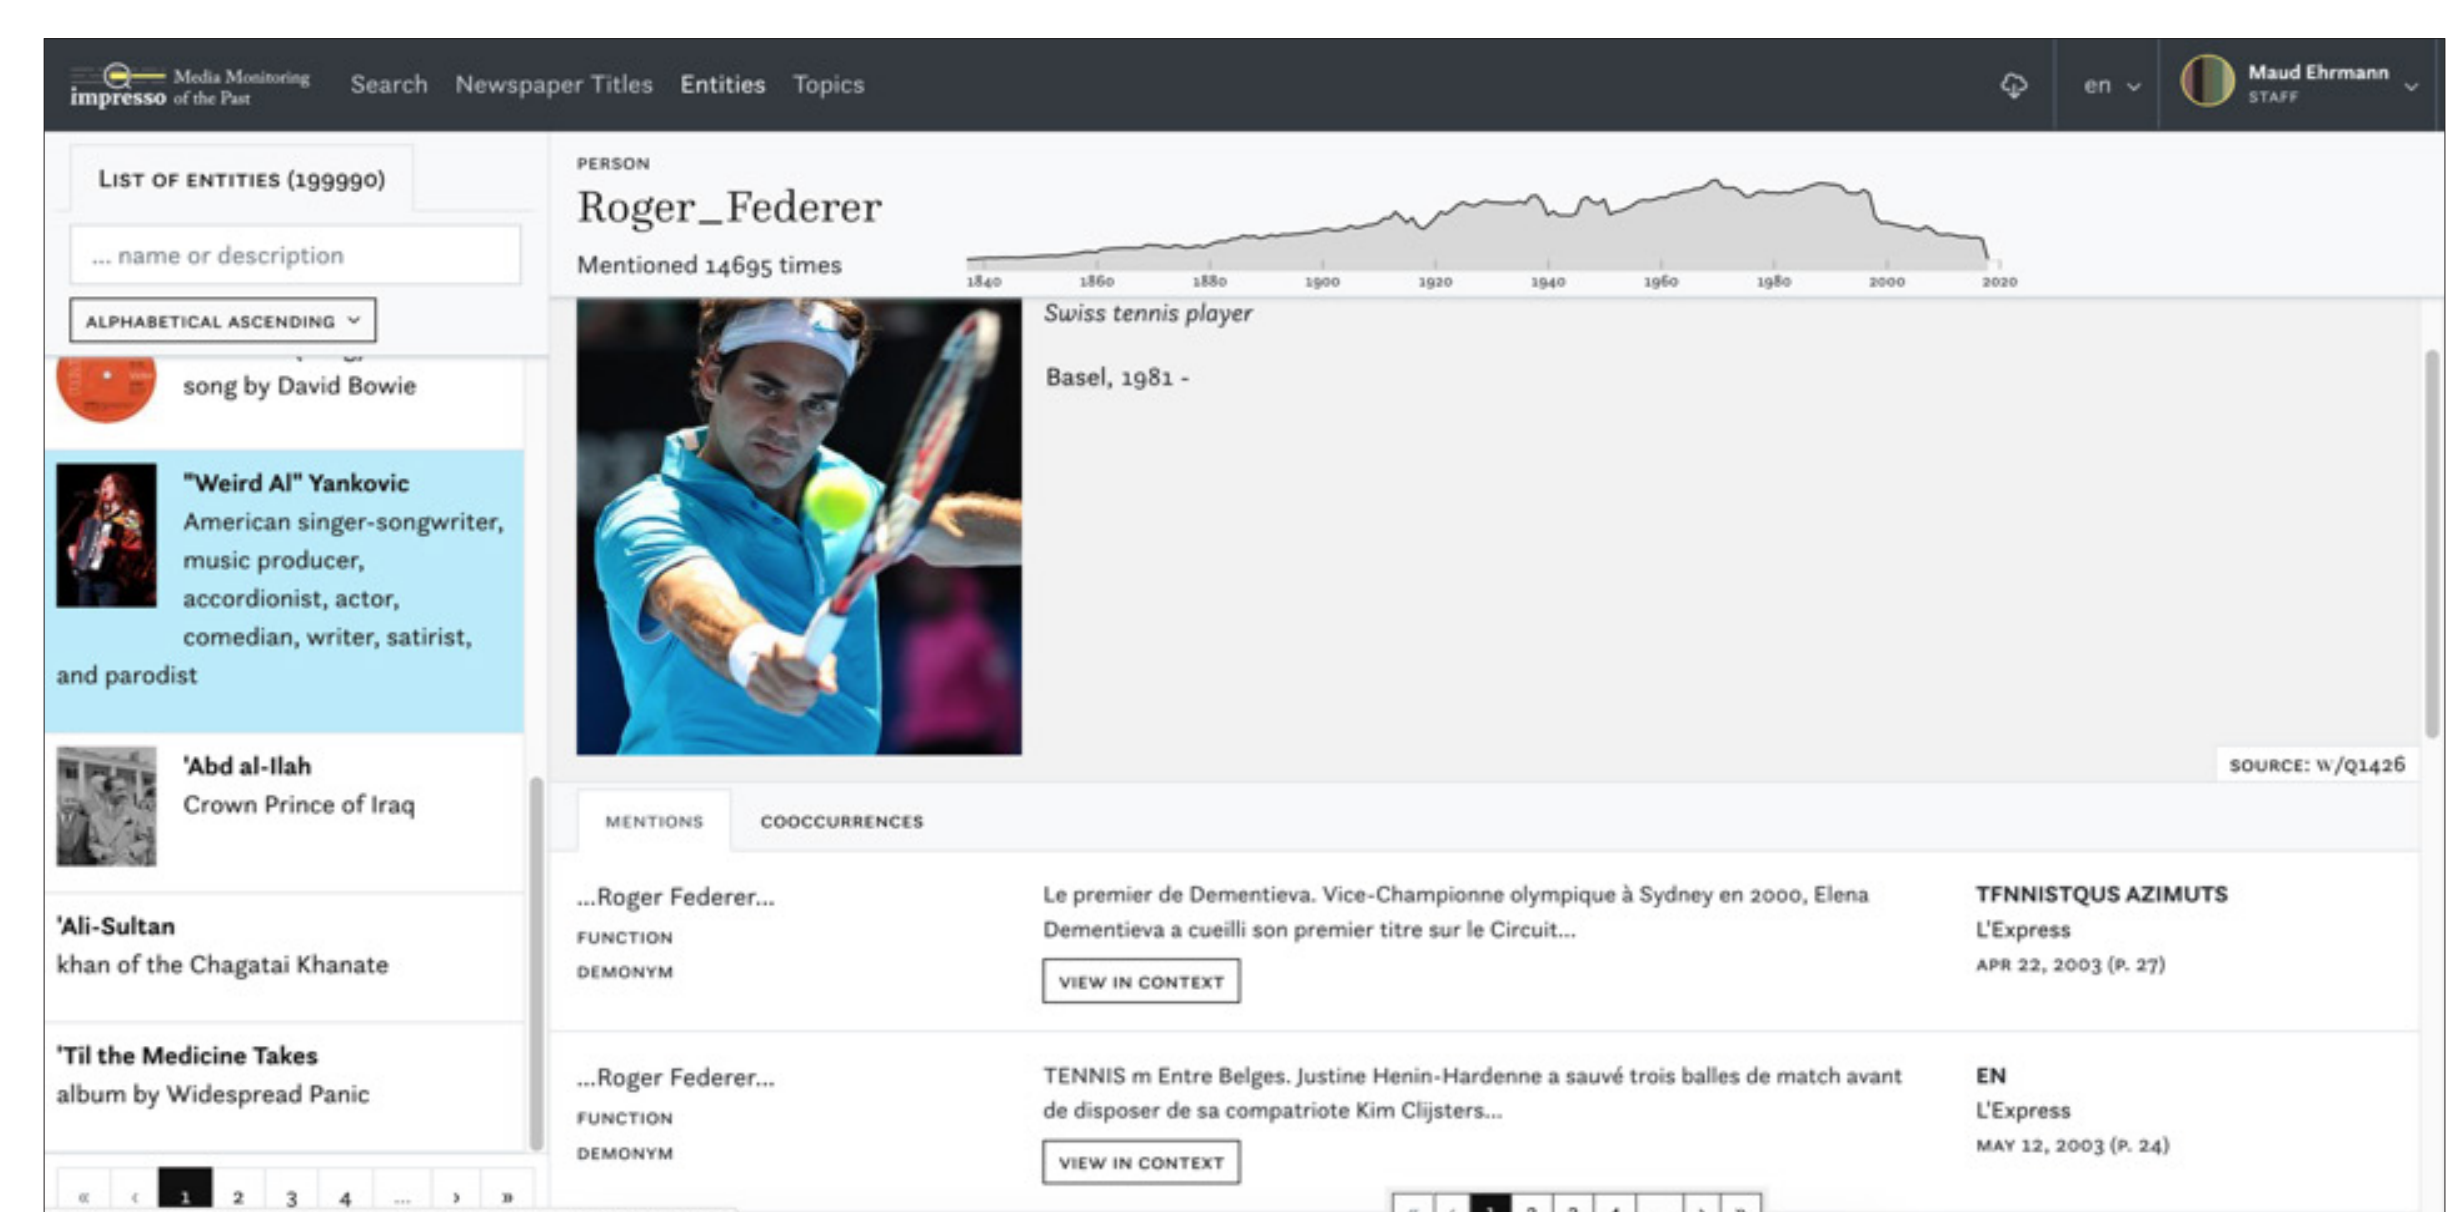 impresso Media Monitoring of the Past
Search Newspaper Titles Entities Topics
en
Maud Ehrmann
STAFF
LIST OF ENTITIES (199990)
... name or description
ALPHABETICAL ASCENDING
song by David Bowie
"Weird Al" Yankovic
American singer-songwriter,
music producer,
accordionist, actor,
comedian, writer, satirist,
and parodist
'Abd al-Ilah
Crown Prince of Iraq
'Ali-Sultan
khan of the Chagatai Khanate
'Til the Medicine Takes
album by Widespread Panic
« ‹ 1 2 3 4 ... › »
PERSON
Roger_Federer
Mentioned 14695 times
1840 1860 1880 1900 1920 1940 1960 1980 2000 2020
Swiss tennis player
Basel, 1981 -
SOURCE: W/Q1426
MENTIONS COOCCURRENCES
...Roger Federer...
FUNCTION
DEMONYM
Le premier de Dementieva. Vice-Championne olympique à Sydney en 2000, Elena
Dementieva a cueilli son premier titre sur le Circuit...
VIEW IN CONTEXT
TFNNISTQUS AZIMUTS
L'Express
APR 22, 2003 (P. 27)
...Roger Federer...
FUNCTION
DEMONYM
TENNIS m Entre Belges. Justine Henin-Hardenne a sauvé trois balles de match avant
de disposer de sa compatriote Kim Clijsters...
VIEW IN CONTEXT
EN
L'Express
MAY 12, 2003 (P. 24)
« ‹ 1 2 3 4 ... › »